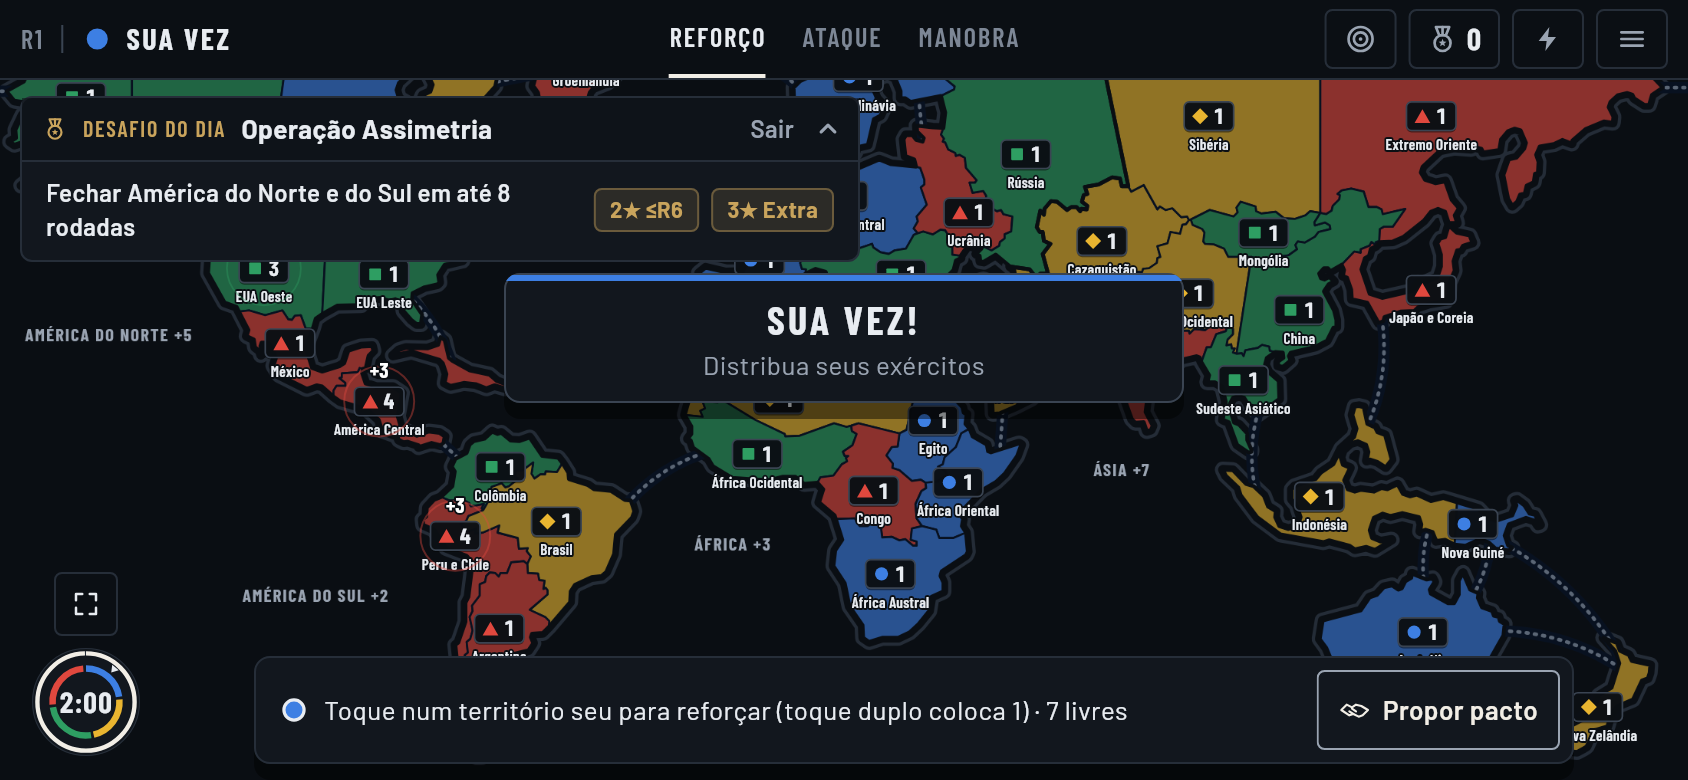 R1
SUA VEZ
REFORÇO
ATAQUE
MANOBRA
0
DESAFIO DO DIA
Operação Assimetria
Sair
Fechar América do Norte e do Sul em até 8
rodadas
2★ ≤R6
3★ Extra
1
1
1
Sibéria
1
Extremo Oriente
1
Rússia
1
Ucrânia
1
Cazaquistão
1
Mongólia
1
Japão e Coreia
1
China
1
Sudeste Asiático
3
EUA Oeste
1
EUA Leste
AMÉRICA DO NORTE +5
1
México
+3
4
América Central
SUA VEZ!
Distribua seus exércitos
1
Colômbia
+3
4
Peru e Chile
1
Brasil
1
África Ocidental
1
Egito
1
Congo
1
África Oriental
ÁSIA +7
ÁFRICA +3
1
Indonésia
1
Nova Guiné
AMÉRICA DO SUL +2
1
África Austral
1
1
2:00
Toque num território seu para reforçar (toque duplo coloca 1) · 7 livres
Propor pacto
1
va Zelândia